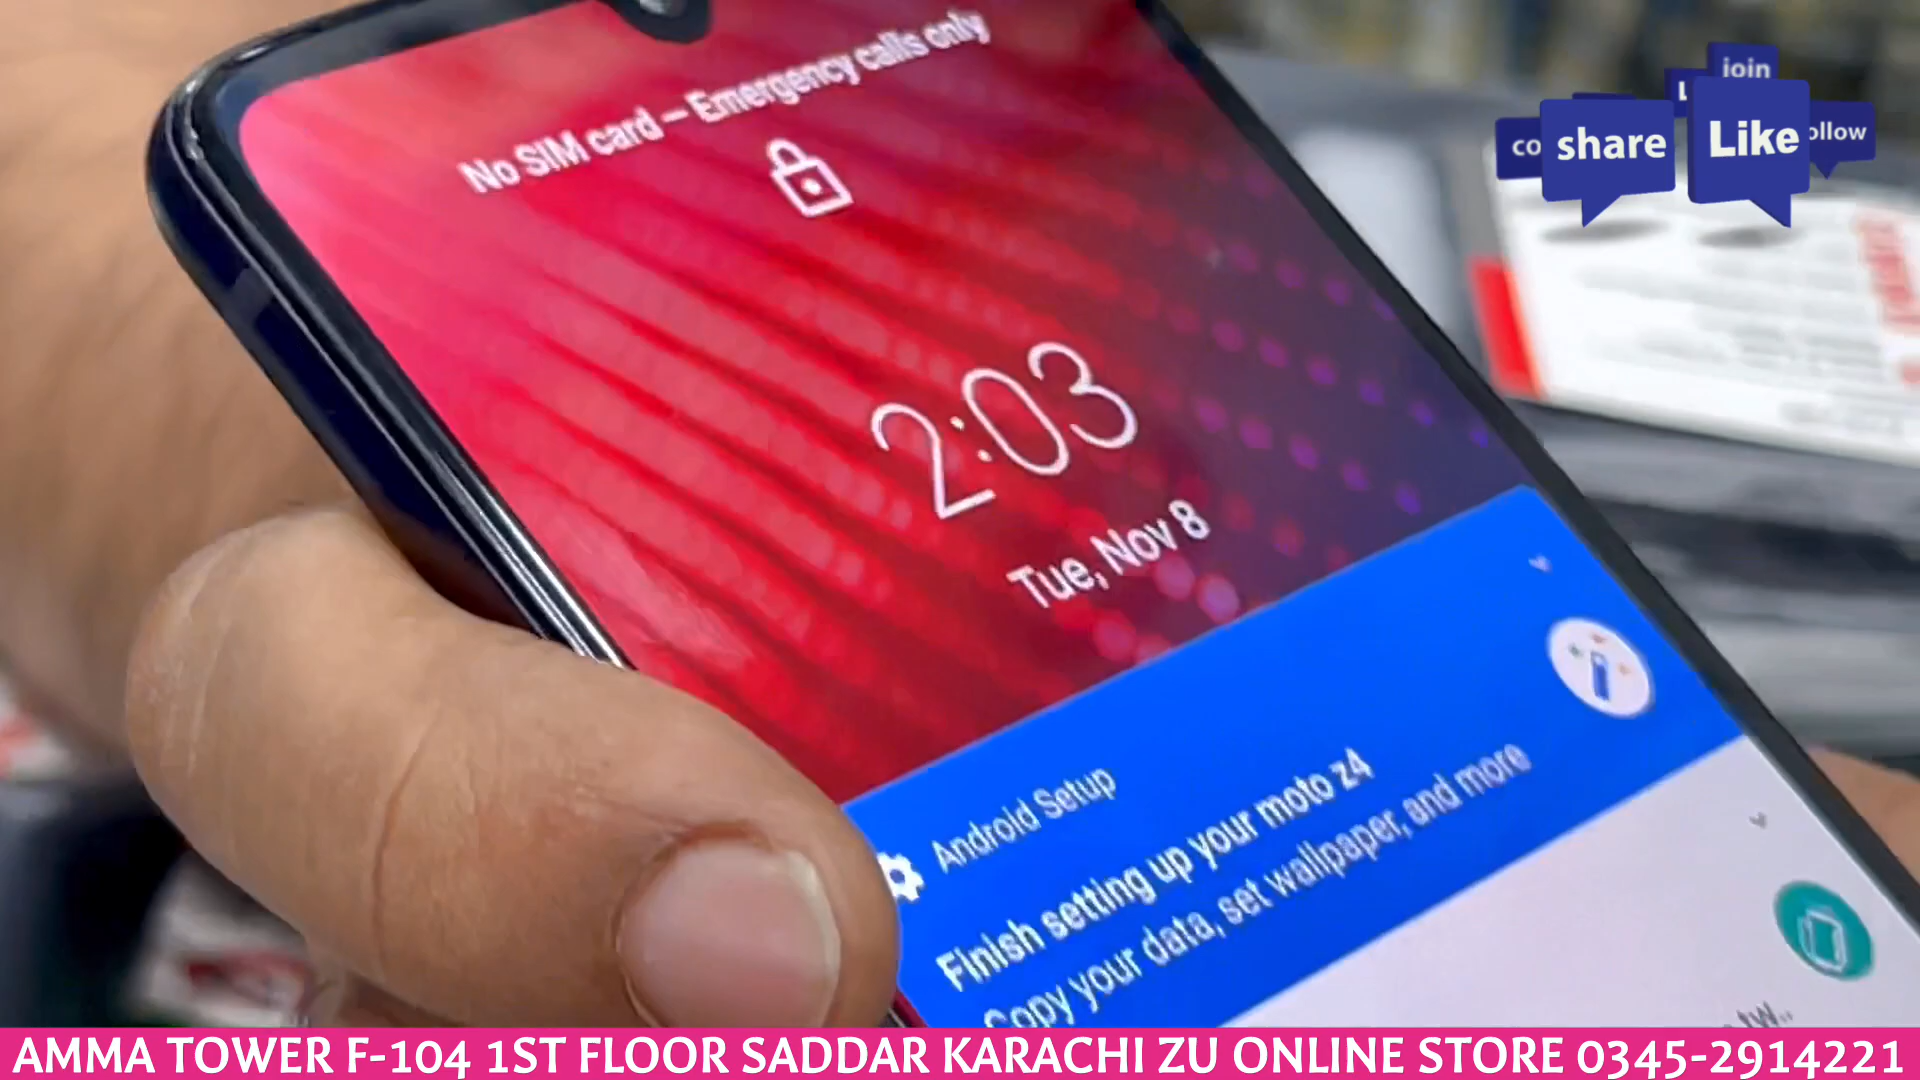 No SIM card – Emergency calls only
join
L
co
share
Like
ollow
2:03
Tue, Nov 8
Android Setup
Finish setting up your moto z4
Copy your data, set wallpaper, and more
AMMA TOWER F-104 1ST FLOOR SADDAR KARACHI ZU ONLINE STORE 0345-2914221